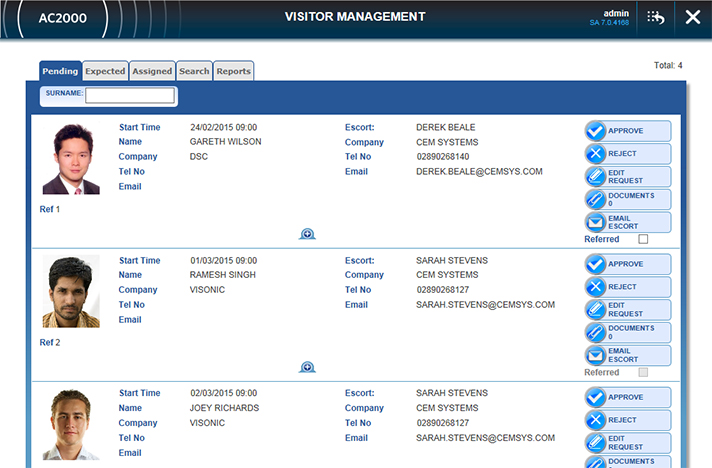 AC2000
VISITOR MANAGEMENT
admin
SA 7.0.4168
Total: 4
Pending Expected Assigned Search Reports
SURNAME:
Start Time 24/02/2015 09:00 Escort: DEREK BEALE APPROVE
Name GARETH WILSON Company CEM SYSTEMS
Company DSC Tel No 02890268140 REJECT
Tel No Email DEREK.BEALE@CEMSYS.COM EDIT REQUEST
Email DOCUMENTS 0
Ref 1 EMAIL ESCORT
Referred
Start Time 01/03/2015 09:00 Escort: SARAH STEVENS APPROVE
Name RAMESH SINGH Company CEM SYSTEMS
Company VISONIC Tel No 02890268127 REJECT
Tel No Email SARAH.STEVENS@CEMSYS.COM EDIT REQUEST
Email DOCUMENTS 0
Ref 2 EMAIL ESCORT
Referred
Start Time 02/03/2015 09:00 Escort: SARAH STEVENS APPROVE
Name JOEY RICHARDS Company CEM SYSTEMS
Company VISONIC Tel No 02890268127 REJECT
Tel No Email SARAH.STEVENS@CEMSYS.COM EDIT REQUEST
Email DOCUMENTS